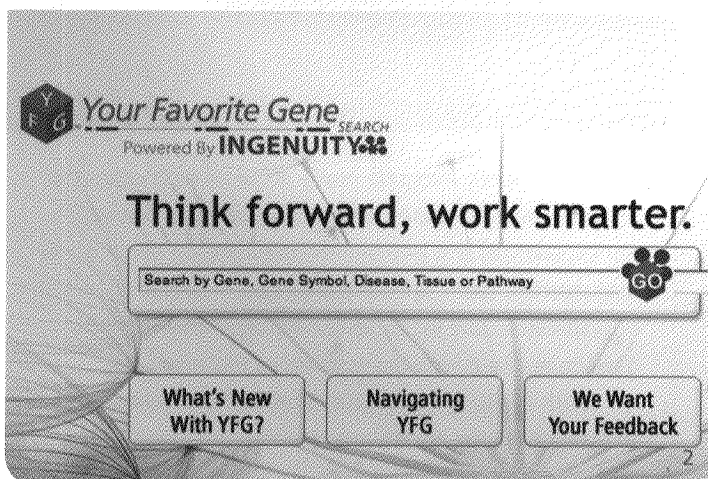 Y
F G
Your Favorite Gene
SEARCH
Powered By INGENUITY
Think forward, work smarter.
Search by Gene, Gene Symbol, Disease, Tissue or Pathway
GO
What's New
With YFG?
Navigating
YFG
We Want
Your Feedback
2